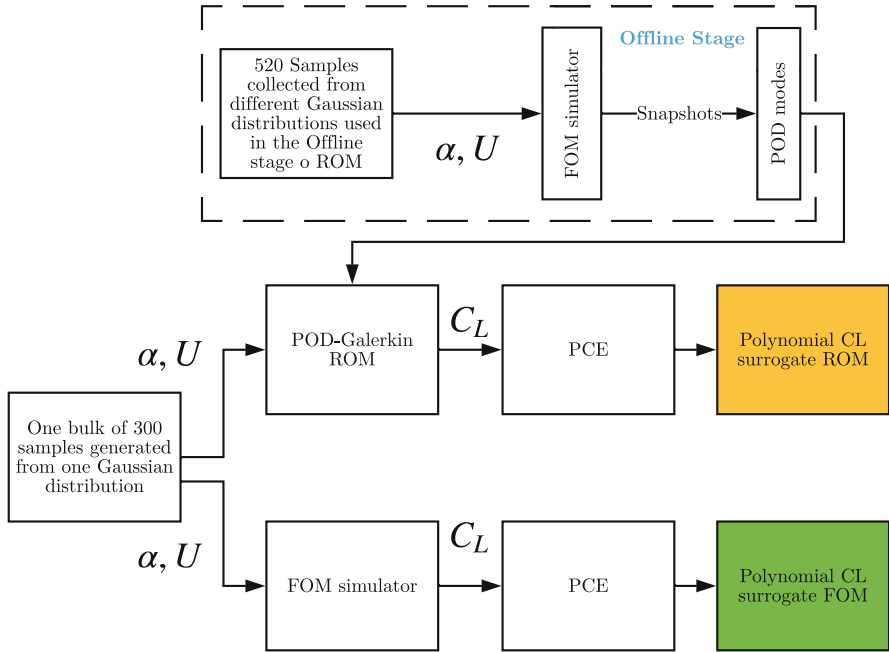 Offline Stage
520 Samples
collected from
different Gaussian
distributions used
in the Offline
stage o ROM
α, U
FOM simulator
Snapshots
POD modes
POD-Galerkin
ROM
C_L
PCE
Polynomial CL
surrogate ROM
α, U
One bulk of 300
samples generated
from one Gaussian
distribution
α, U
FOM simulator
C_L
PCE
Polynomial CL
surrogate FOM